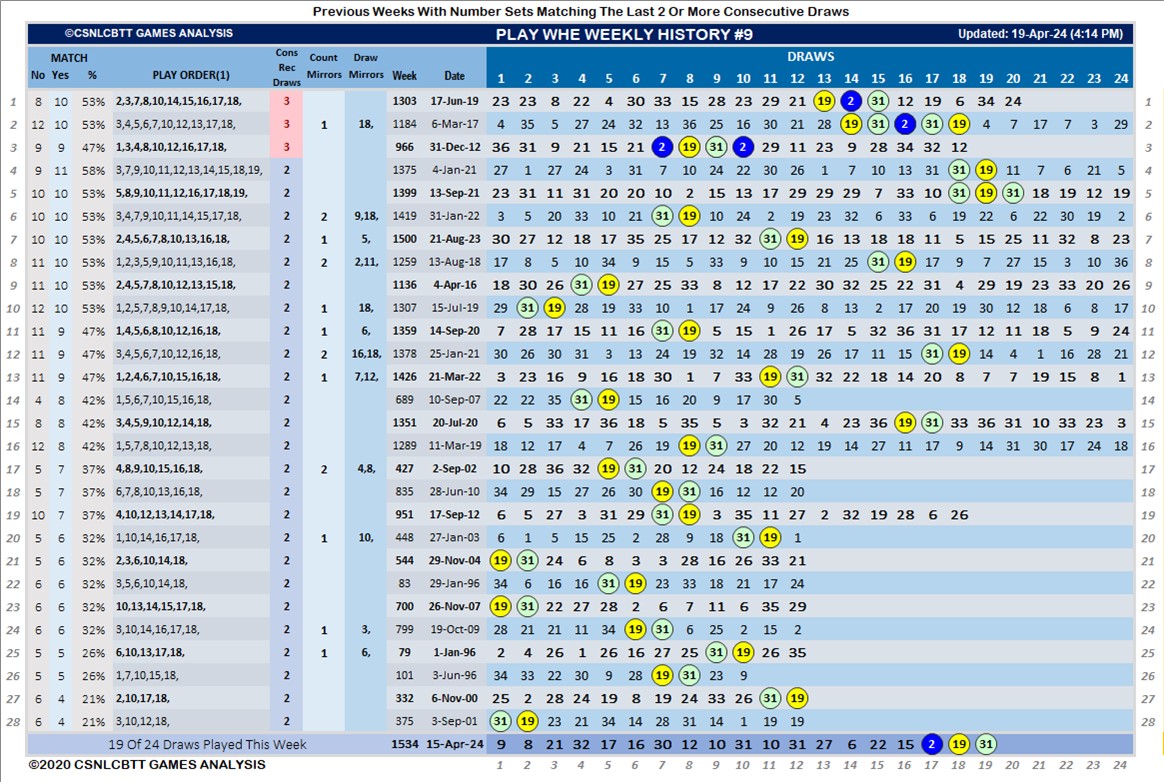 Previous Weeks With Number Sets Matching The Last 2 Or More Consecutive Draws
©CSNLCBTT GAMES ANALYSIS PLAY WHE WEEKLY HISTORY #9 Updated: 19-Apr-24 (4:14 PM)
MATCH Cons Rec Draws Count Mirrors Draw Mirrors DRAWS
No Yes % PLAY ORDER(1) Week Date 1 2 3 4 5 6 7 8 9 10 11 12 13 14 15 16 17 18 19 20 21 22 23 24
1 8 10 53% 2,3,7,8,10,14,15,16,17,18, 3 1303 17-Jun-19 23 23 8 22 4 30 33 15 28 23 29 21 19 2 31 12 19 6 34 24 1
2 12 10 53% 3,4,5,6,7,10,12,13,17,18, 3 1 18, 1184 6-Mar-17 4 35 5 27 24 32 13 36 25 16 30 21 28 19 31 2 31 19 4 7 17 7 3 29 2
3 9 9 47% 1,3,4,8,10,12,16,17,18, 3 966 31-Dec-12 36 31 9 21 15 21 2 19 31 2 29 11 23 9 28 34 32 12 3
4 9 11 58% 3,7,9,10,11,12,13,14,15,18,19, 2 1375 4-Jan-21 27 1 27 24 3 31 7 10 24 22 30 26 1 7 10 13 31 31 19 11 7 6 21 5 4
5 10 10 53% 5,8,9,10,11,12,16,17,18,19, 2 1399 13-Sep-21 23 31 11 31 20 20 10 2 15 13 17 29 29 29 7 33 10 31 19 31 18 19 12 19 5
6 10 10 53% 3,4,7,9,10,11,14,15,17,18, 2 2 9,18, 1419 31-Jan-22 3 5 20 33 10 21 31 19 10 24 2 19 23 32 6 33 6 19 22 6 22 30 19 2 6
7 10 10 53% 2,4,5,6,7,8,10,13,16,18, 2 1 5, 1500 21-Aug-23 30 27 12 18 17 35 25 17 12 32 31 19 16 13 18 18 11 5 15 25 11 32 8 23 7
8 11 10 53% 1,2,3,5,9,10,11,13,16,18, 2 2 2,11, 1259 13-Aug-18 17 8 5 10 34 9 15 5 33 9 10 15 21 25 31 19 17 9 7 27 15 3 10 36 8
9 11 10 53% 2,4,5,7,8,10,12,13,15,18, 2 1136 4-Apr-16 18 30 26 31 19 27 25 33 8 12 17 22 30 32 25 22 31 4 29 19 23 33 20 26 9
10 12 10 53% 1,2,5,7,8,9,10,14,17,18, 2 1 18, 1307 15-Jul-19 29 31 19 28 19 33 10 1 17 24 9 26 8 13 2 17 20 19 30 12 18 6 8 17 10
11 11 9 47% 1,4,5,6,8,10,12,16,18, 2 1 6, 1359 14-Sep-20 7 28 17 15 11 16 31 19 5 15 1 26 17 5 32 36 31 17 12 11 18 5 9 24 11
12 11 9 47% 3,4,5,6,7,10,12,16,18, 2 2 16,18, 1378 25-Jan-21 30 26 30 31 3 13 24 19 32 14 28 19 26 17 11 15 31 19 14 4 1 16 28 21 12
13 11 9 47% 1,2,4,6,7,10,15,16,18, 2 1 7,12, 1426 21-Mar-22 3 23 16 9 16 18 30 1 7 33 19 31 32 22 18 14 20 8 7 7 19 15 8 1 13
14 4 8 42% 1,5,6,7,10,15,16,18, 2 689 10-Sep-07 22 22 35 31 19 15 16 20 9 17 30 5 14
15 8 8 42% 3,4,5,9,10,12,14,18, 2 1351 20-Jul-20 6 5 33 17 36 18 5 35 5 3 32 21 4 23 36 19 31 33 36 31 10 33 23 3 15
16 12 8 42% 1,5,7,8,10,12,13,18, 2 1289 11-Mar-19 18 12 17 4 7 26 19 19 31 27 20 12 19 14 27 11 17 9 14 31 30 17 24 18 16
17 5 7 37% 4,8,9,10,15,16,18, 2 2 4,8, 427 2-Sep-02 10 28 36 32 19 31 20 12 24 18 22 15 17
18 5 7 37% 6,7,8,10,13,16,18, 2 835 28-Jun-10 34 29 15 27 26 30 19 31 16 12 12 20 18
19 10 7 37% 4,10,12,13,14,17,18, 2 951 17-Sep-12 6 5 27 3 31 29 31 19 3 35 11 27 2 32 19 28 6 26 19
20 5 6 32% 1,10,14,16,17,18, 2 1 10, 448 27-Jan-03 6 1 5 15 25 2 28 9 18 31 19 1 20
21 5 6 32% 2,3,6,10,14,18, 2 544 29-Nov-04 19 31 24 6 8 3 3 28 16 26 33 21 21
22 6 6 32% 3,5,6,10,14,18, 2 83 29-Jan-96 34 6 16 16 31 19 23 33 18 21 17 24 22
23 6 6 32% 10,13,14,15,17,18, 2 700 26-Nov-07 19 31 22 27 28 2 6 7 11 6 35 29 23
24 6 6 32% 3,10,14,16,17,18, 2 1 3, 799 19-Oct-09 28 21 21 11 34 19 31 6 25 2 15 2 24
25 5 5 26% 6,10,13,17,18, 2 1 6, 79 1-Jan-96 2 4 26 1 26 16 27 25 31 19 26 35 25
26 5 5 26% 1,7,10,15,18, 2 101 3-Jun-96 34 33 22 30 9 28 19 31 23 9 26
27 6 4 21% 2,10,17,18, 2 332 6-Nov-00 25 2 28 24 19 8 19 24 33 26 31 19 27
28 6 4 21% 3,10,12,18, 2 375 3-Sep-01 31 19 23 21 34 14 28 31 14 1 19 19 28
19 Of 24 Draws Played This Week 1534 15-Apr-24 9 8 21 32 17 16 30 12 10 31 10 31 27 6 22 15 2 19 31
©2020 CSNLCBTT GAMES ANALYSIS 1 2 3 4 5 6 7 8 9 10 11 12 13 14 15 16 17 18 19 20 21 22 23 24